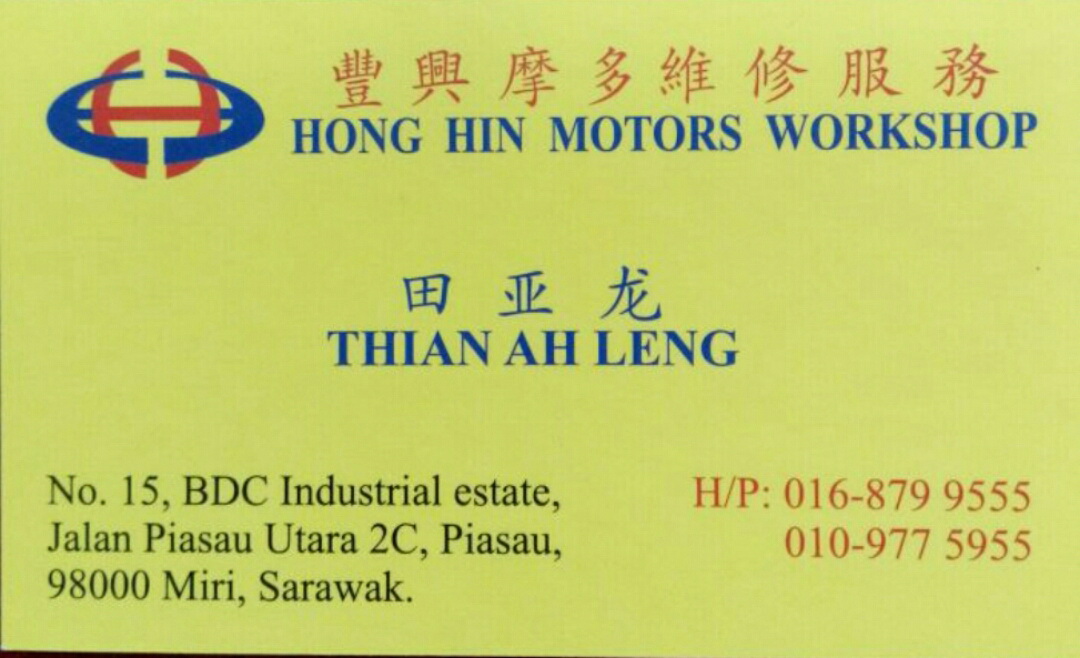 豐興摩多維修服務
HONG HIN MOTORS WORKSHOP
田亚龙
THIAN AH LENG
No. 15, BDC Industrial estate,
Jalan Piasau Utara 2C, Piasau,
98000 Miri, Sarawak.
H/P: 016-879 9555
010-977 5955